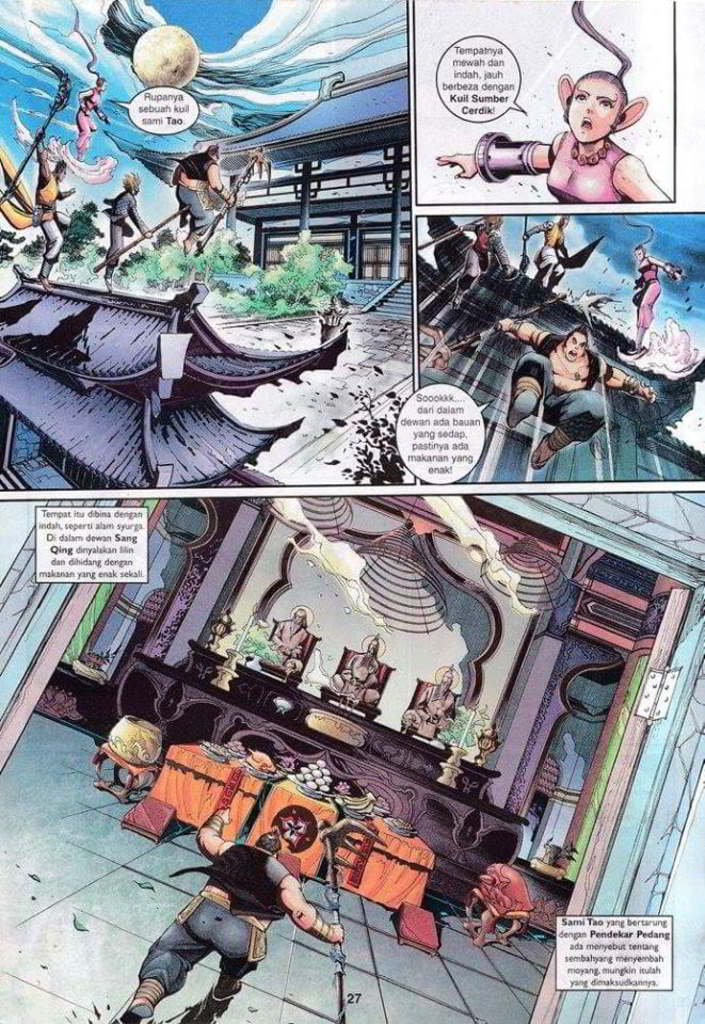 Rupanya
sebuah kuil
sami Tao.
Tempatnya
mewah dan
indah, jauh
berbeza dengan
Kuil Sumber
Cerdik!
Soookkk....
dari dalam
dewan ada bauan
yang sedap,
pastinya ada
makanan yang
enak!
Tempat itu dibina dengan
indah, seperti alam syurga.
Di dalam dewan Sang
Qing dinyalakan lilin
dan dihidang dengan
makanan yang enak sekali.
Sami Tao yang bertarung
dengan Pendekar Pedang
ada menyebut tentang
sembahyang menyembah
moyang, mungkin itulah
yang dimaksudkannya.
27